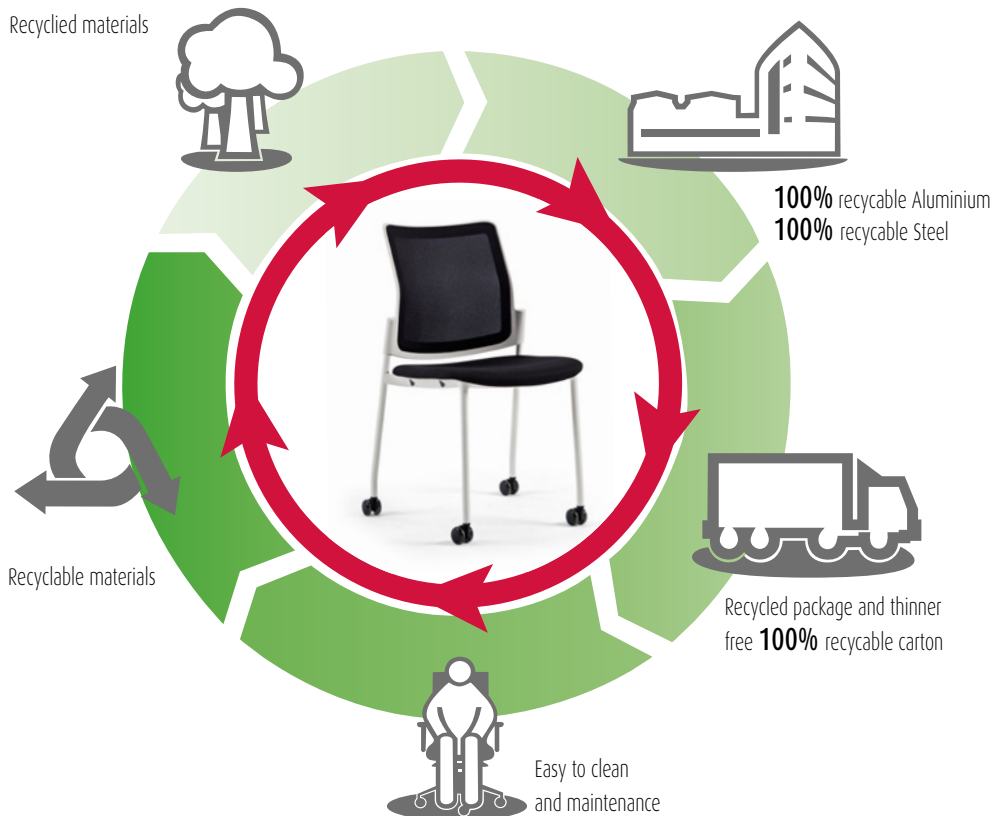 Recyclied materials
100% recycable Aluminium
100% recycable Steel
Recyclable materials
Recycled package and thinner
free 100% recycable carton
Easy to clean
and maintenance